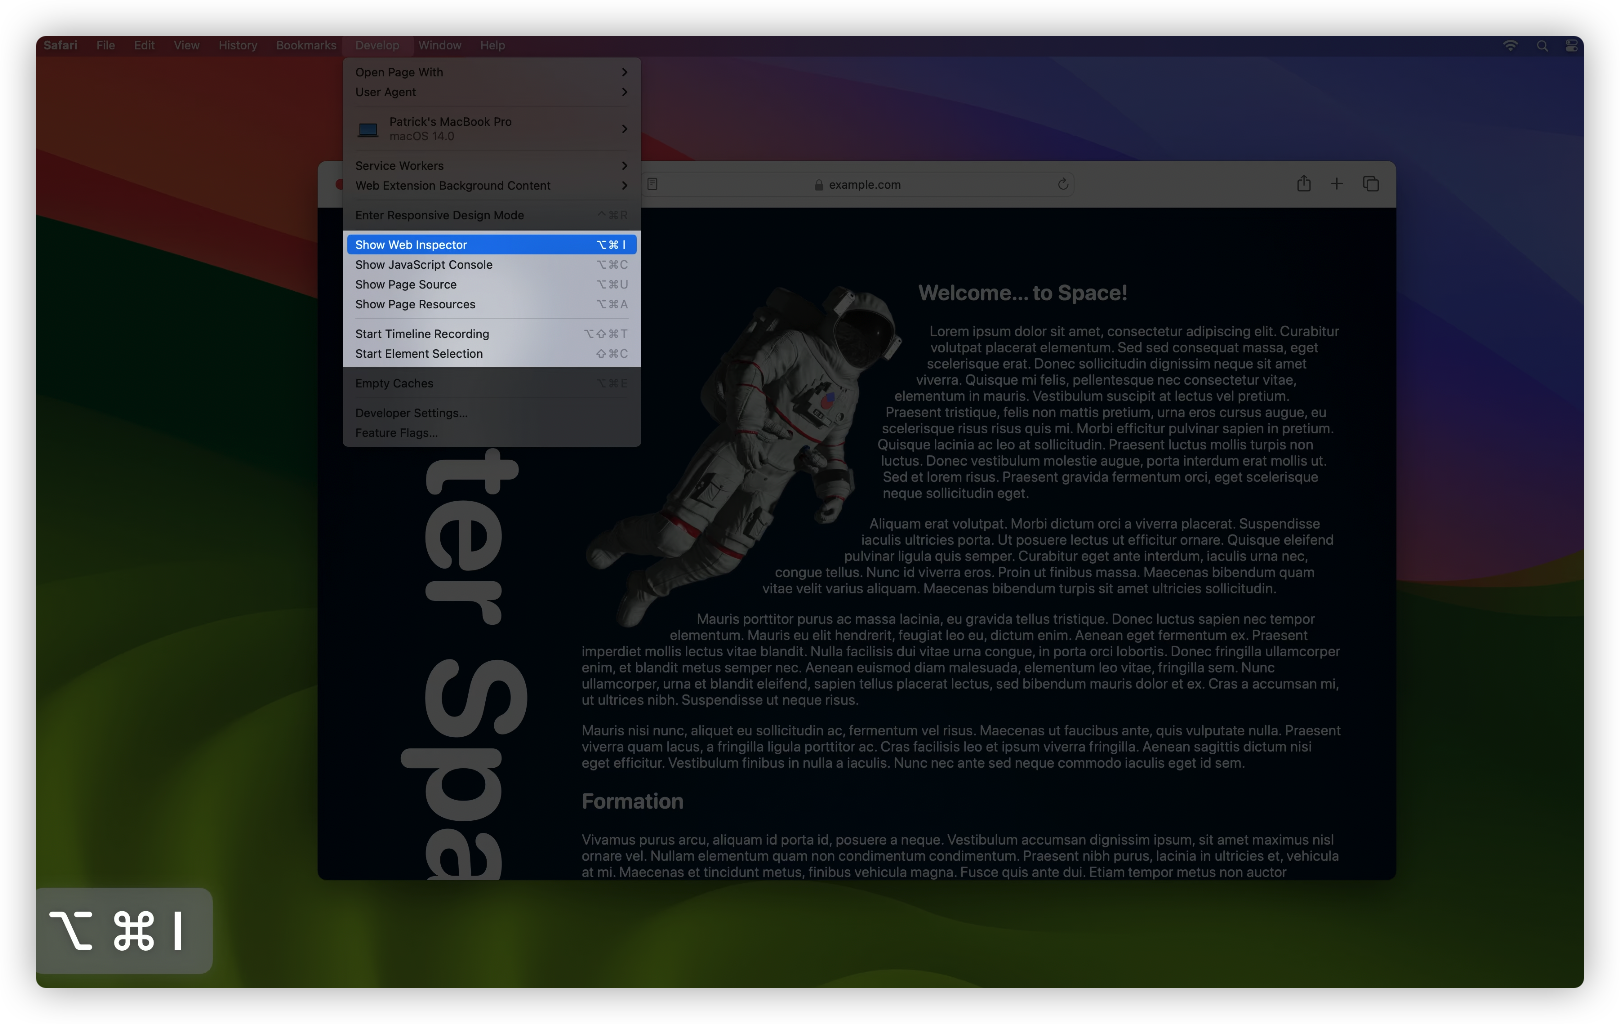 Safari File Edit View History Bookmarks Develop Window Help
Open Page With
User Agent
Patrick's MacBook Pro
macOS 14.0
Service Workers
Web Extension Background Content
Enter Responsive Design Mode ^⌘R
Show Web Inspector ⌥⌘I
Show JavaScript Console ⌥⌘C
Show Page Source ⌥⌘U
Show Page Resources ⌥⌘A
Start Timeline Recording ⌥⇧⌘T
Start Element Selection ⇧⌘C
Empty Caches ⌥⌘E
Developer Settings...
Feature Flags...
example.com
ter Spa
Welcome... to Space!
Lorem ipsum dolor sit amet, consectetur adipiscing elit. Curabitur
volutpat placerat elementum. Sed sed consequat massa, eget
scelerisque erat. Donec sollicitudin dignissim neque sit amet
viverra. Quisque mi felis, pellentesque nec consectetur vitae,
elementum in mauris. Vestibulum suscipit at lectus vel pretium.
Praesent tristique, felis non mattis pretium, urna eros cursus augue, eu
scelerisque risus risus quis mi. Morbi efficitur pulvinar sapien in pretium.
Quisque lacinia ac leo at sollicitudin. Praesent luctus mollis turpis non
luctus. Donec vestibulum molestie augue, porta interdum erat mollis ut.
Sed et lorem risus. Praesent gravida fermentum orci, eget scelerisque
neque sollicitudin eget.
Aliquam erat volutpat. Morbi dictum orci a viverra placerat. Suspendisse
iaculis ultricies porta. Ut posuere lectus ut efficitur ornare. Quisque eleifend
pulvinar ligula quis semper. Curabitur eget ante interdum, iaculis urna nec,
congue tellus. Nunc id viverra eros. Proin ut finibus massa. Maecenas bibendum quam
vitae velit varius aliquam. Maecenas bibendum turpis sit amet ultricies sollicitudin.
Mauris porttitor purus ac massa lacinia, eu gravida tellus tristique. Donec luctus sapien nec tempor
elementum. Mauris eu elit hendrerit, feugiat leo eu, dictum enim. Aenean eget fermentum ex. Praesent
imperdiet mollis lectus vitae blandit. Nulla facilisis dui vitae urna congue, in porta orci lobortis. Donec fringilla ullamcorper
enim, et blandit metus semper nec. Aenean euismod diam malesuada, elementum leo vitae, fringilla sem. Nunc
ullamcorper, urna et blandit eleifend, sapien tellus placerat lectus, sed bibendum mauris dolor et ex. Cras a accumsan mi,
ut ultrices nibh. Suspendisse ut neque risus.
Mauris nisi nunc, aliquet eu sollicitudin ac, fermentum vel risus. Maecenas ut faucibus ante, quis vulputate nulla. Praesent
viverra quam lacus, a fringilla ligula porttitor ac. Cras facilisis leo et ipsum viverra fringilla. Aenean sagittis dictum nisi
eget efficitur. Vestibulum finibus in nulla a iaculis. Nunc nec ante sed neque commodo iaculis eget id sem.
Formation
Vivamus purus arcu, aliquam id porta id, posuere a neque. Vestibulum accumsan dignissim ipsum, sit amet maximus nisl
ornare vel. Nullam elementum quam non condimentum condimentum. Praesent nibh purus, lacinia in ultricies et, vehicula
at mi. Maecenas et tincidunt metus, finibus vehicula magna. Fusce quis ante dui. Etiam tempor metus non auctor
⌥ ⌘ I